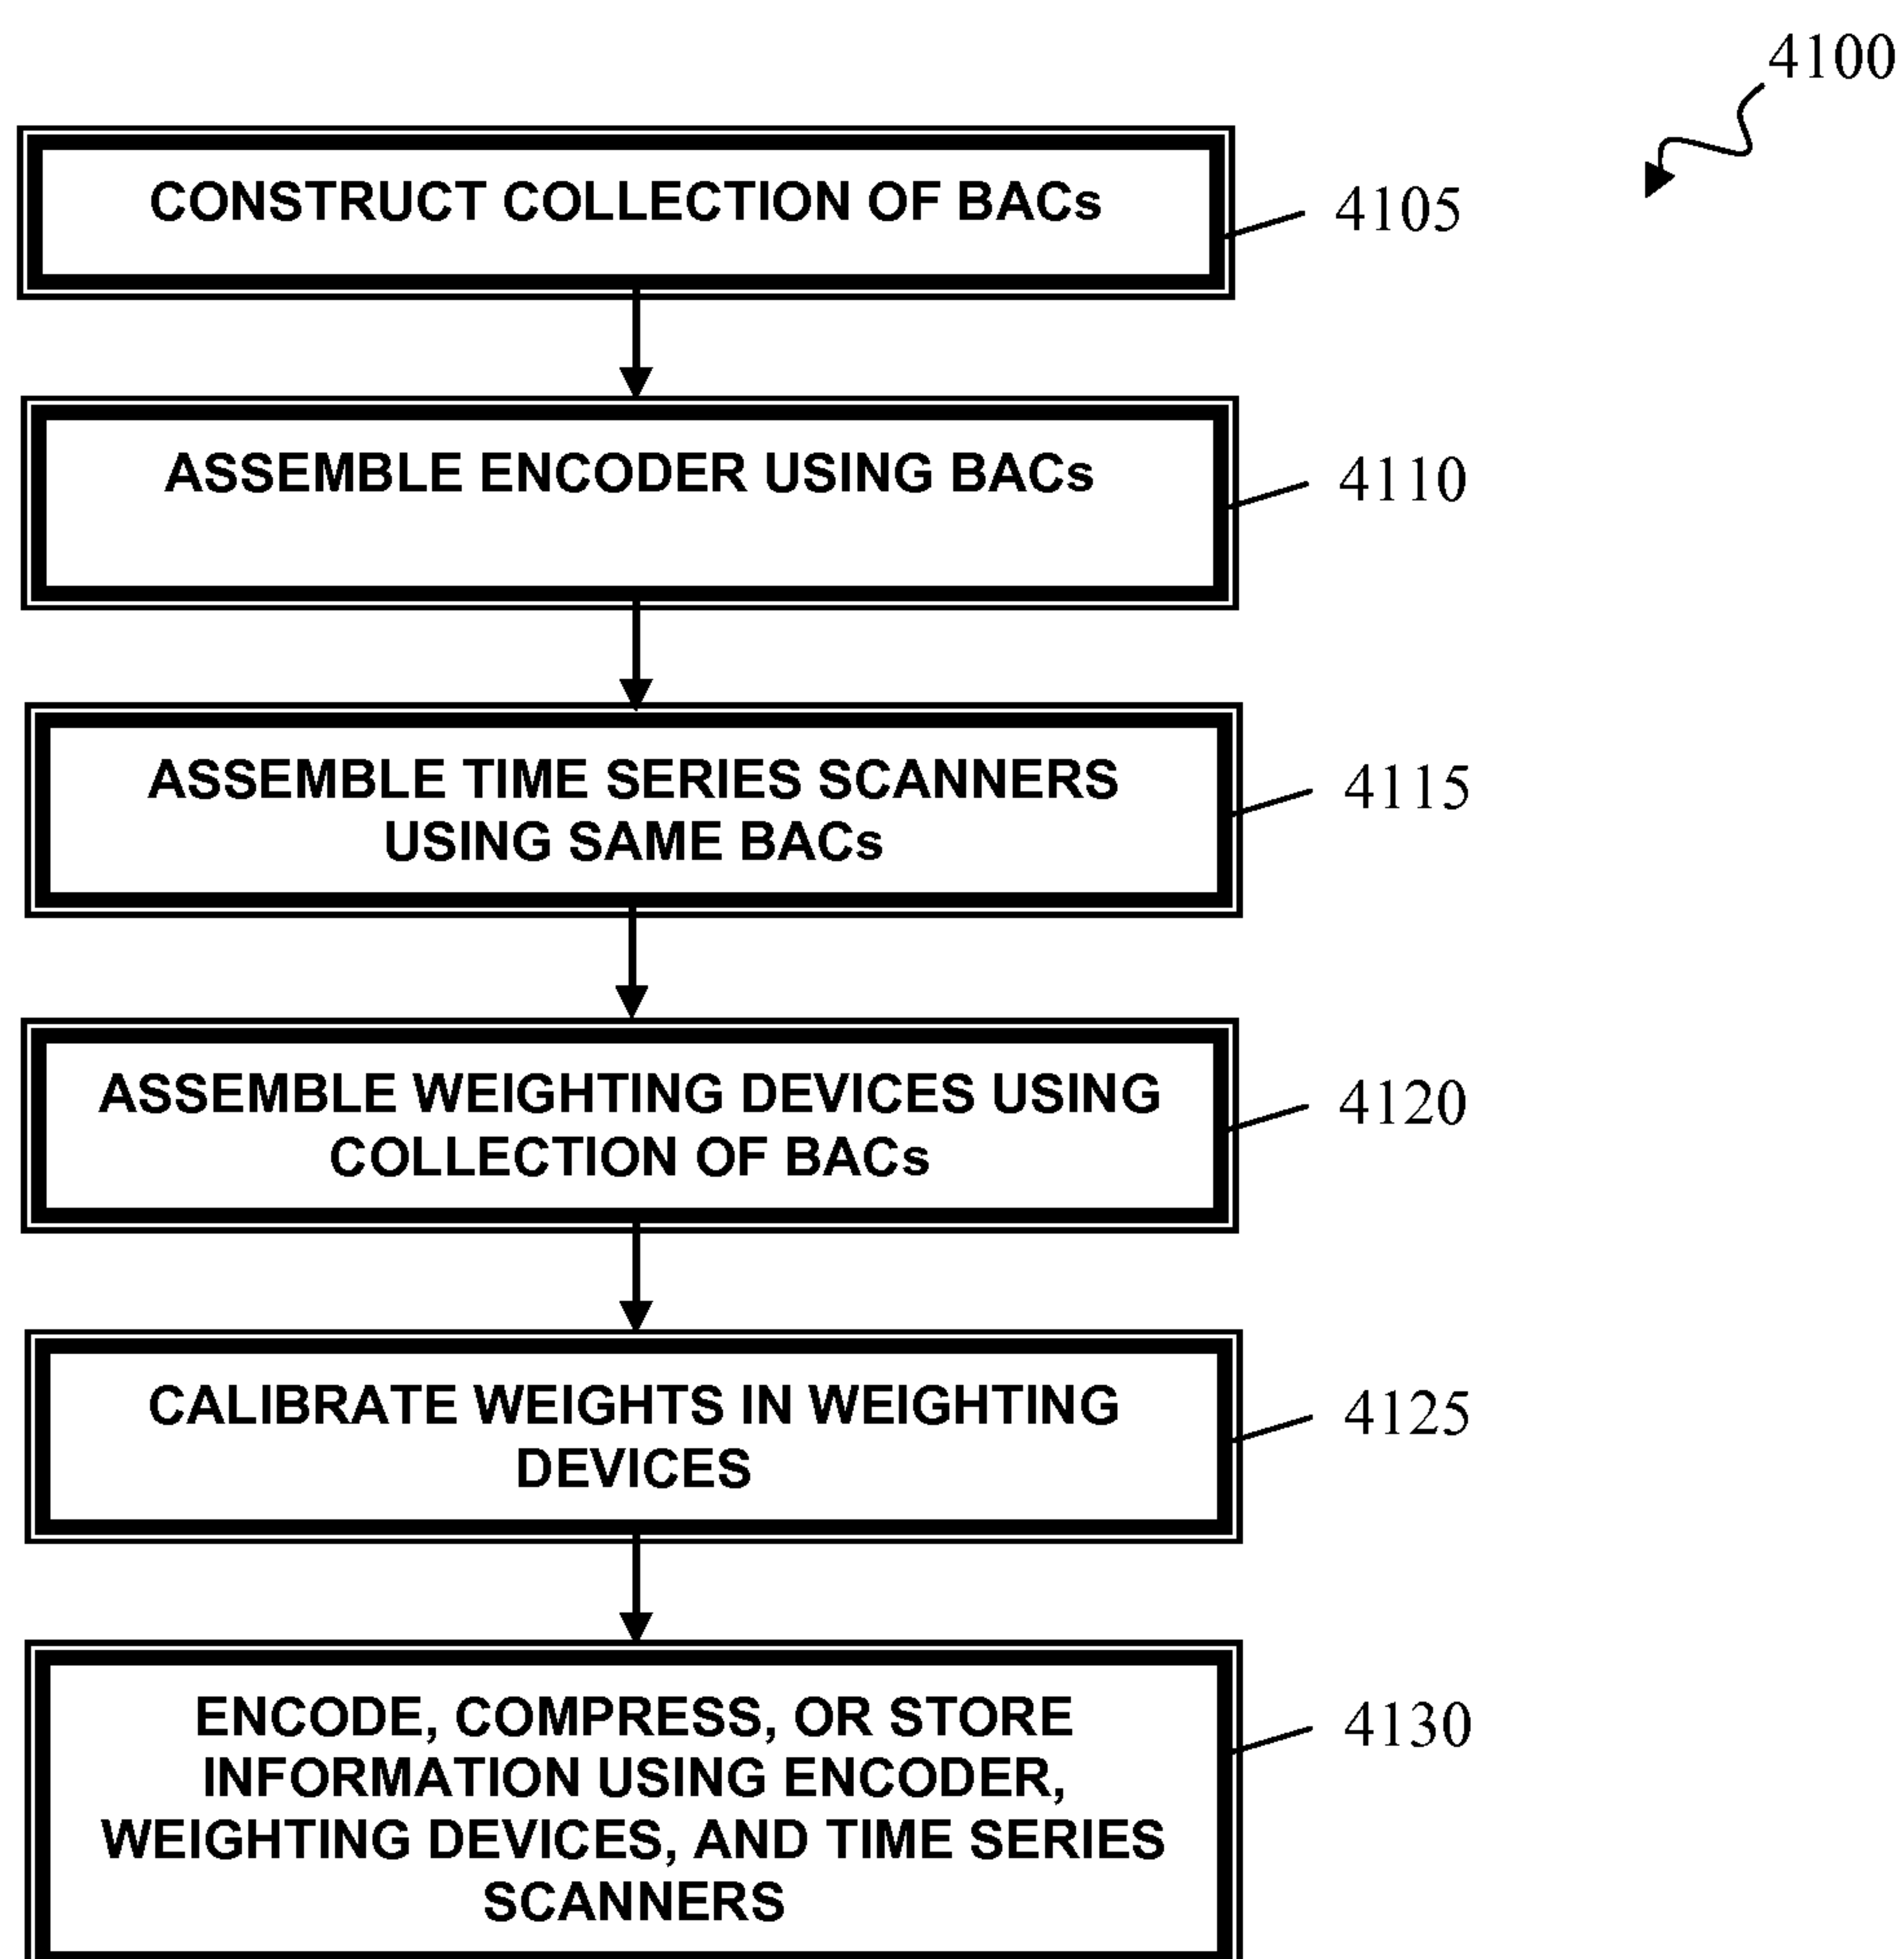 4100
CONSTRUCT COLLECTION OF BACs
4105
ASSEMBLE ENCODER USING BACs
4110
ASSEMBLE TIME SERIES SCANNERS
USING SAME BACs
4115
ASSEMBLE WEIGHTING DEVICES USING
COLLECTION OF BACs
4120
CALIBRATE WEIGHTS IN WEIGHTING
DEVICES
4125
ENCODE, COMPRESS, OR STORE
INFORMATION USING ENCODER,
WEIGHTING DEVICES, AND TIME SERIES
SCANNERS
4130